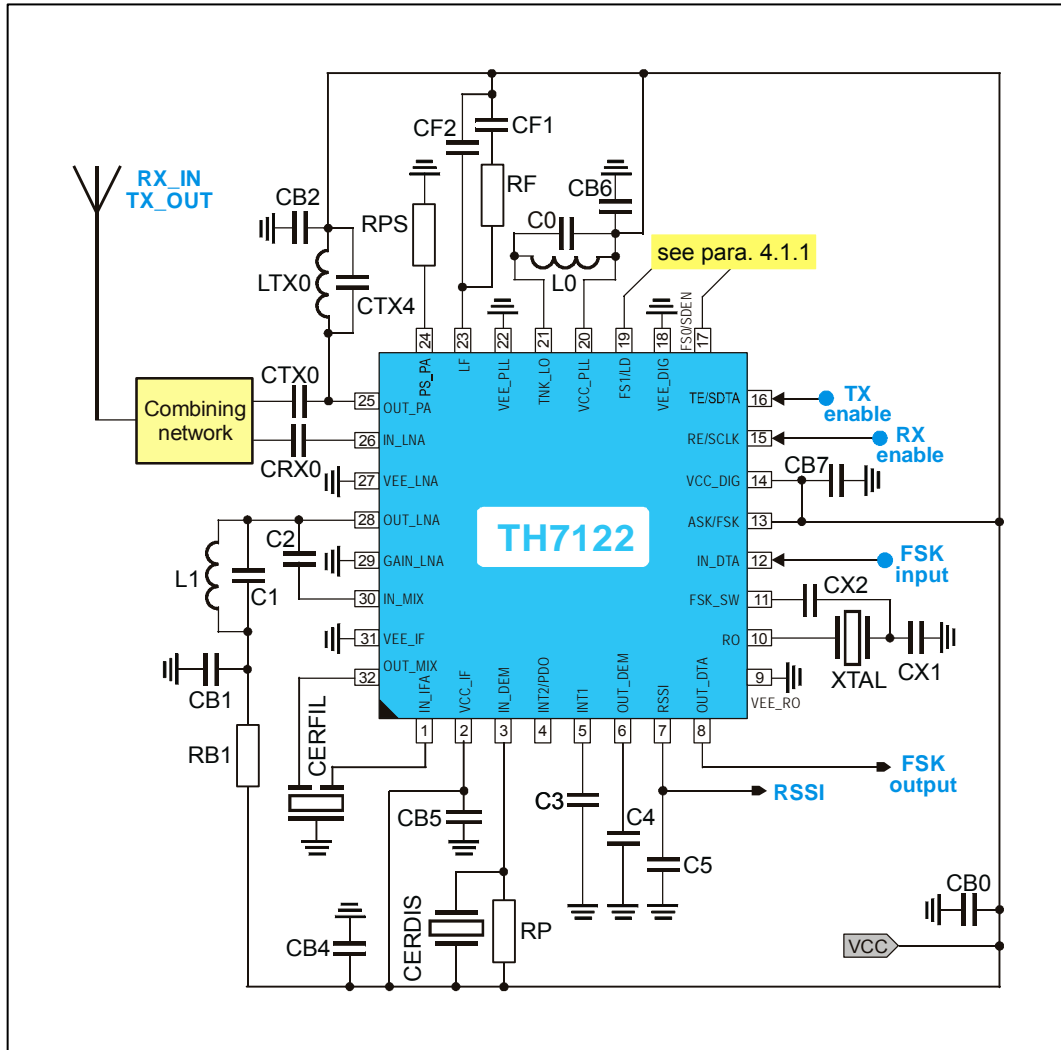 CF2
CF1
RX_IN
TX_OUT
CB2
RPS
RF
CB6
C0
see para. 4.1.1
LTX0
CTX4
L0
24
23
22
21
20
19
18
17
FS0/SDEN
PS_PA
LF
VEE_PLL
TNK_LO
VCC_PLL
FS1/LD
VEE_DIG
CTX0
Combining
network
CRX0
25
OUT_PA
26
IN_LNA
27
VEE_LNA
28
OUT_LNA
29
GAIN_LNA
30
IN_MIX
31
VEE_IF
32
OUT_MIX
TE/SDTA
16
TX
enable
RE/SCLK
15
RX
enable
VCC_DIG
14
CB7
ASK/FSK
13
TH7122
IN_DTA
12
FSK
input
FSK_SW
11
CX2
RO
10
XTAL
CX1
9
VEE_RO
C2
L1
C1
CB1
RB1
IN_IFA
VCC_IF
IN_DEM
INT2/PDO
INT1
OUT_DEM
RSSI
OUT_DTA
1
2
3
4
5
6
7
8
CERFIL
CB5
C3
C4
C5
RSSI
FSK
output
CB4
CERDIS
RP
CB0
VCC